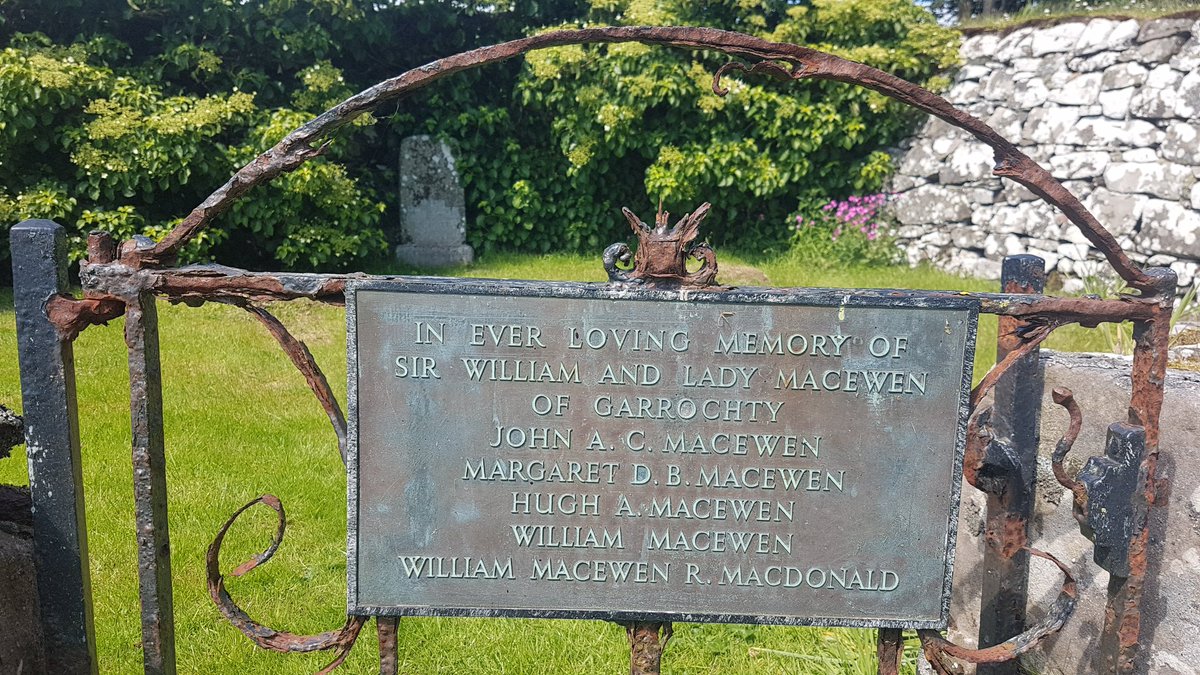 IN EVER LOVING MEMORY OF
SIR WILLIAM AND LADY MACEWEN
OF GARROCHTY
JOHN A. C. MACEWEN
MARGARET D. B. MACEWEN
HUGH A. MACEWEN
WILLIAM MACEWEN
WILLIAM MACEWEN R. MACDONALD